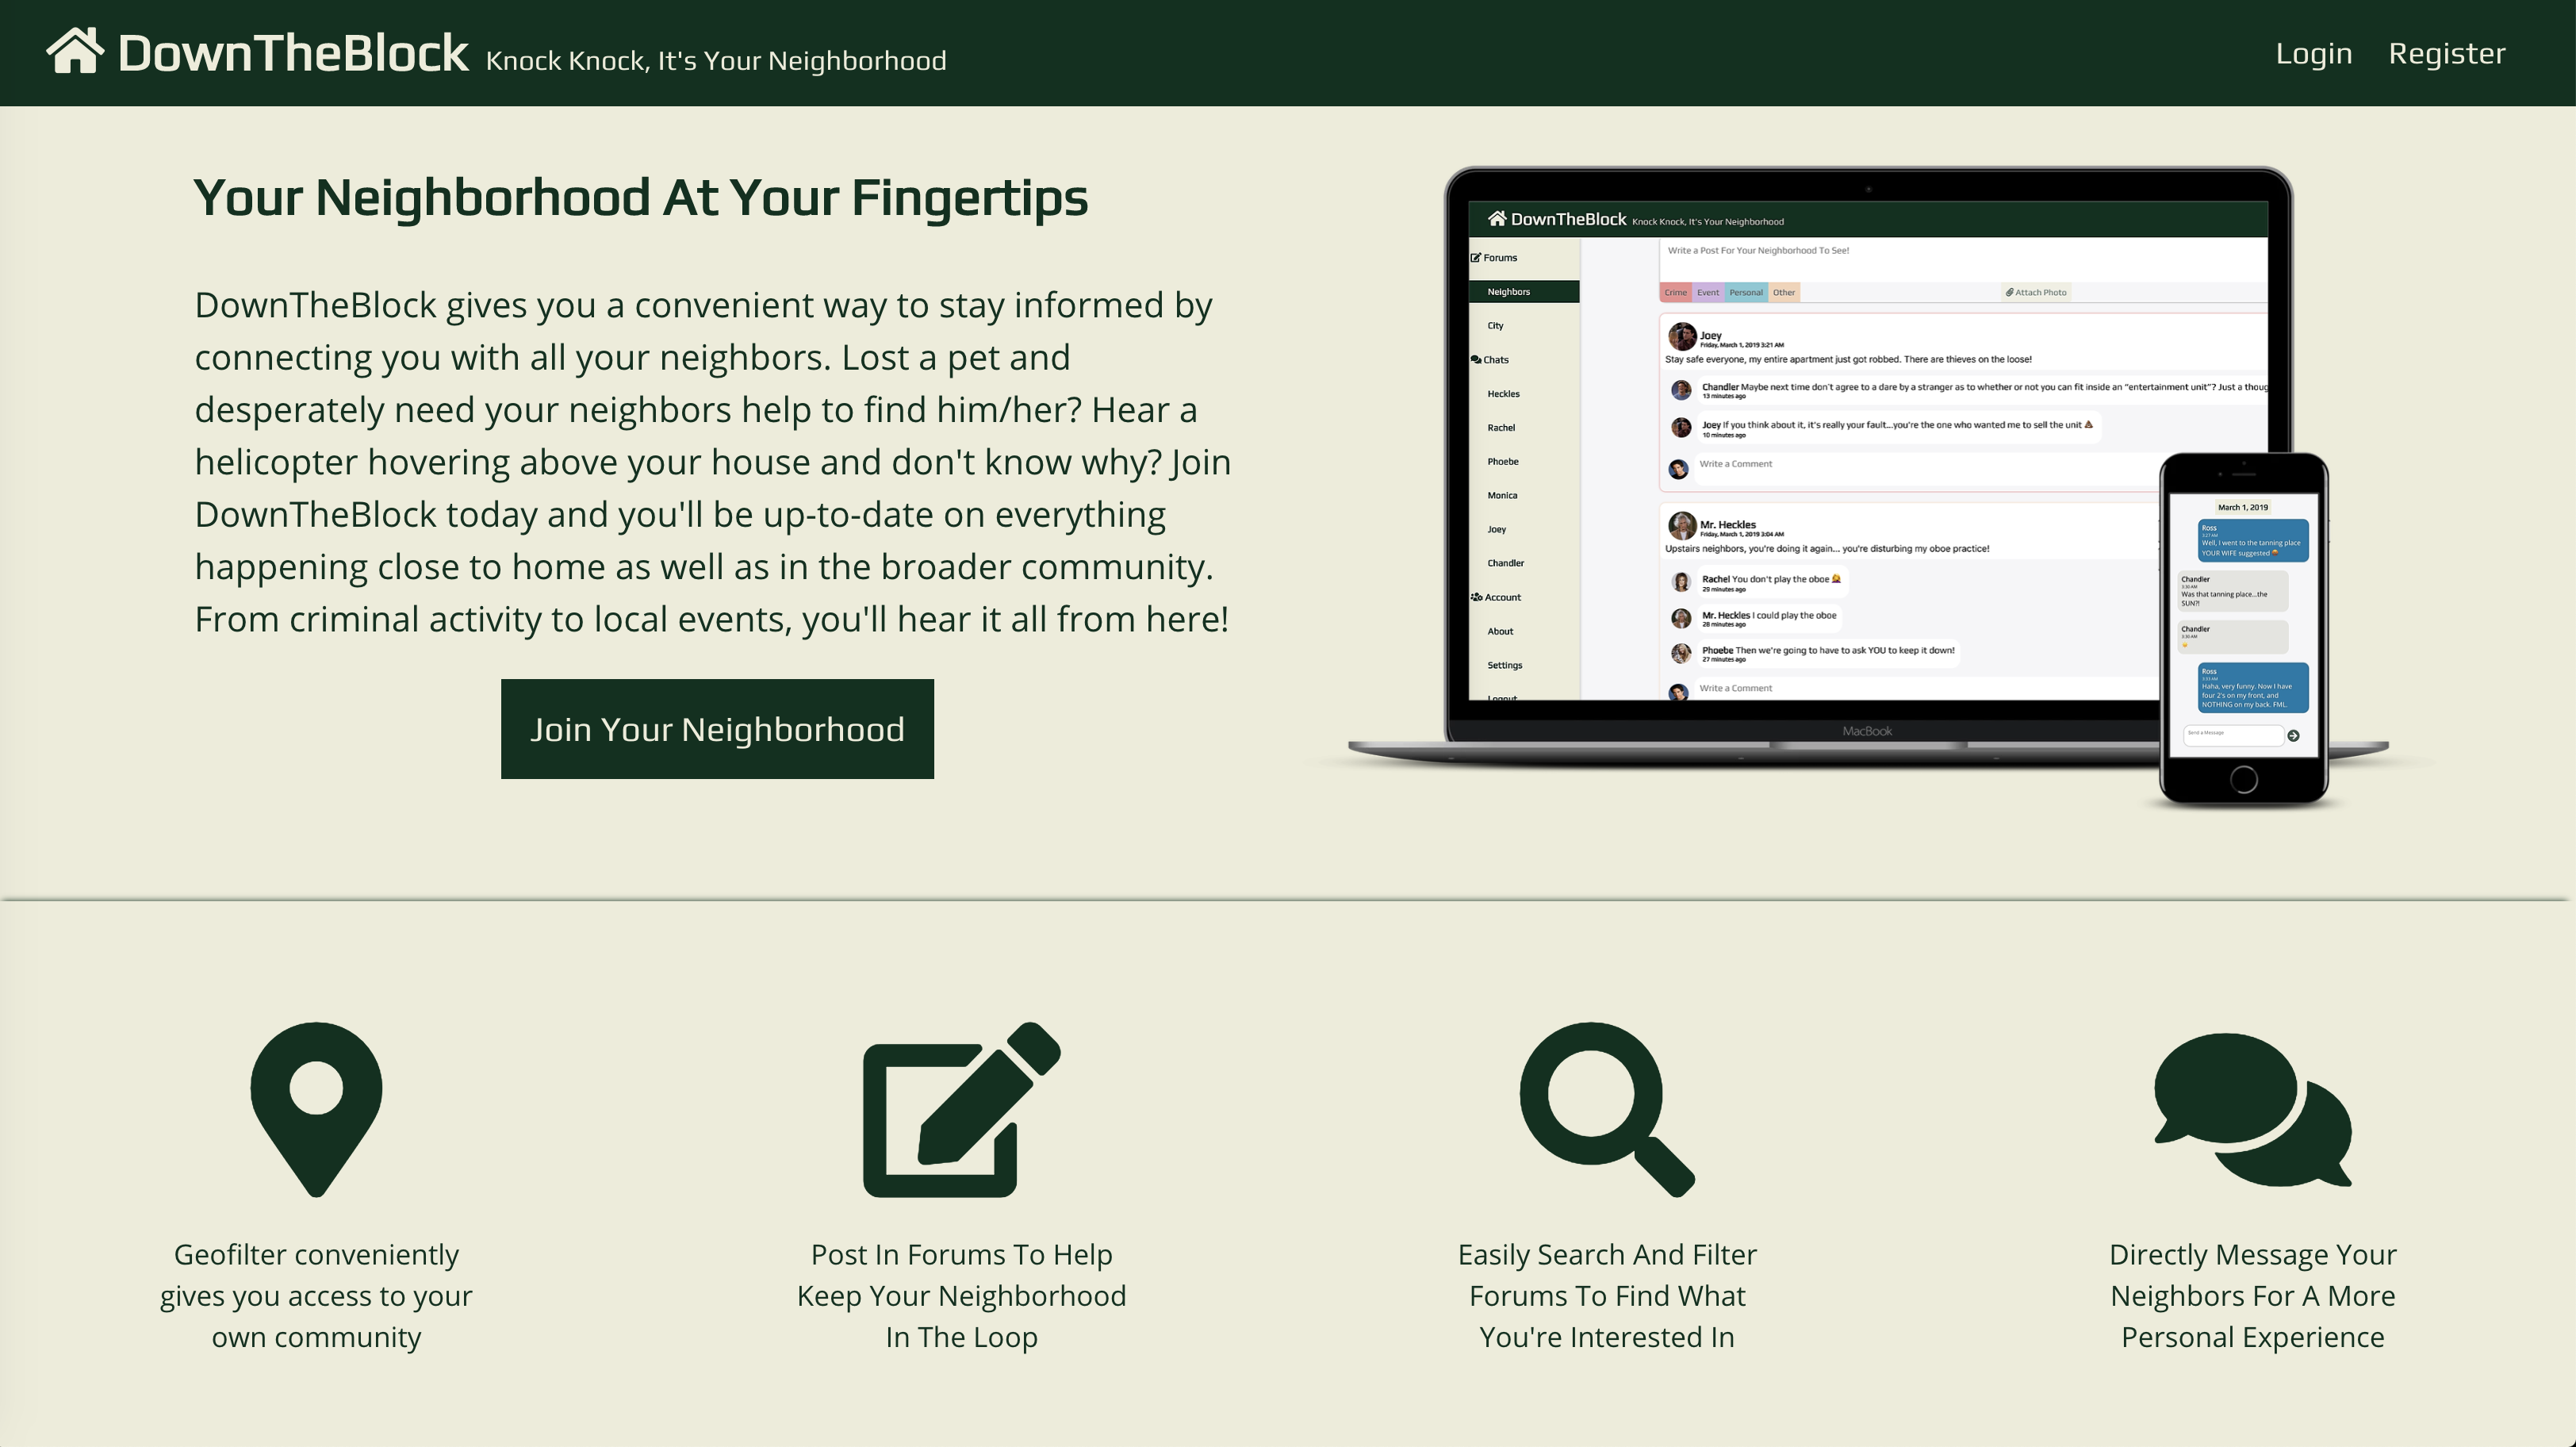 DownTheBlock Knock Knock, It's Your Neighborhood
Login Register
Your Neighborhood At Your Fingertips
DownTheBlock gives you a convenient way to stay informed by
connecting you with all your neighbors. Lost a pet and
desperately need your neighbors help to find him/her? Hear a
helicopter hovering above your house and don't know why? Join
DownTheBlock today and you'll be up-to-date on everything
happening close to home as well as in the broader community.
From criminal activity to local events, you'll hear it all from here!
Join Your Neighborhood
DownTheBlock Knock Knock, It's Your Neighborhood
Forums
Neighbors
City
Chats
Heckles
Rachel
Phoebe
Monica
Joey
Chandler
Account
About
Settings
Logout
Write a Post For Your Neighborhood To See!
Crime Event Personal Other Attach Photo
Joey
Friday, March 1, 2019 3:21 AM
Stay safe everyone, my entire apartment just got robbed. There are thieves on the loose!
Chandler Maybe next time don't agree to a dare by a stranger as to whether or not you can fit inside an "entertainment unit"? Just a thoug
13 minutes ago
Joey If you think about it, it's really your fault...you're the one who wanted me to sell the unit
10 minutes ago
Write a Comment
Mr. Heckles
Friday, March 1, 2019 3:04 AM
Upstairs neighbors, you're doing it again... you're disturbing my oboe practice!
Rachel You don't play the oboe
29 minutes ago
Mr. Heckles I could play the oboe
28 minutes ago
Phoebe Then we're going to have to ask YOU to keep it down!
27 minutes ago
Write a Comment
MacBook
March 1, 2019
Ross
3:27 AM
Well, I went to the tanning place
YOUR WIFE suggested
Chandler
3:30 AM
Was that tanning place...the
SUN?!
Chandler
3:30 AM
Ross
3:33 AM
Haha, very funny. Now I have
four 2's on my front, and
NOTHING on my back. FML.
Send a Message
Geofilter conveniently
gives you access to your
own community
Post In Forums To Help
Keep Your Neighborhood
In The Loop
Easily Search And Filter
Forums To Find What
You're Interested In
Directly Message Your
Neighbors For A More
Personal Experience